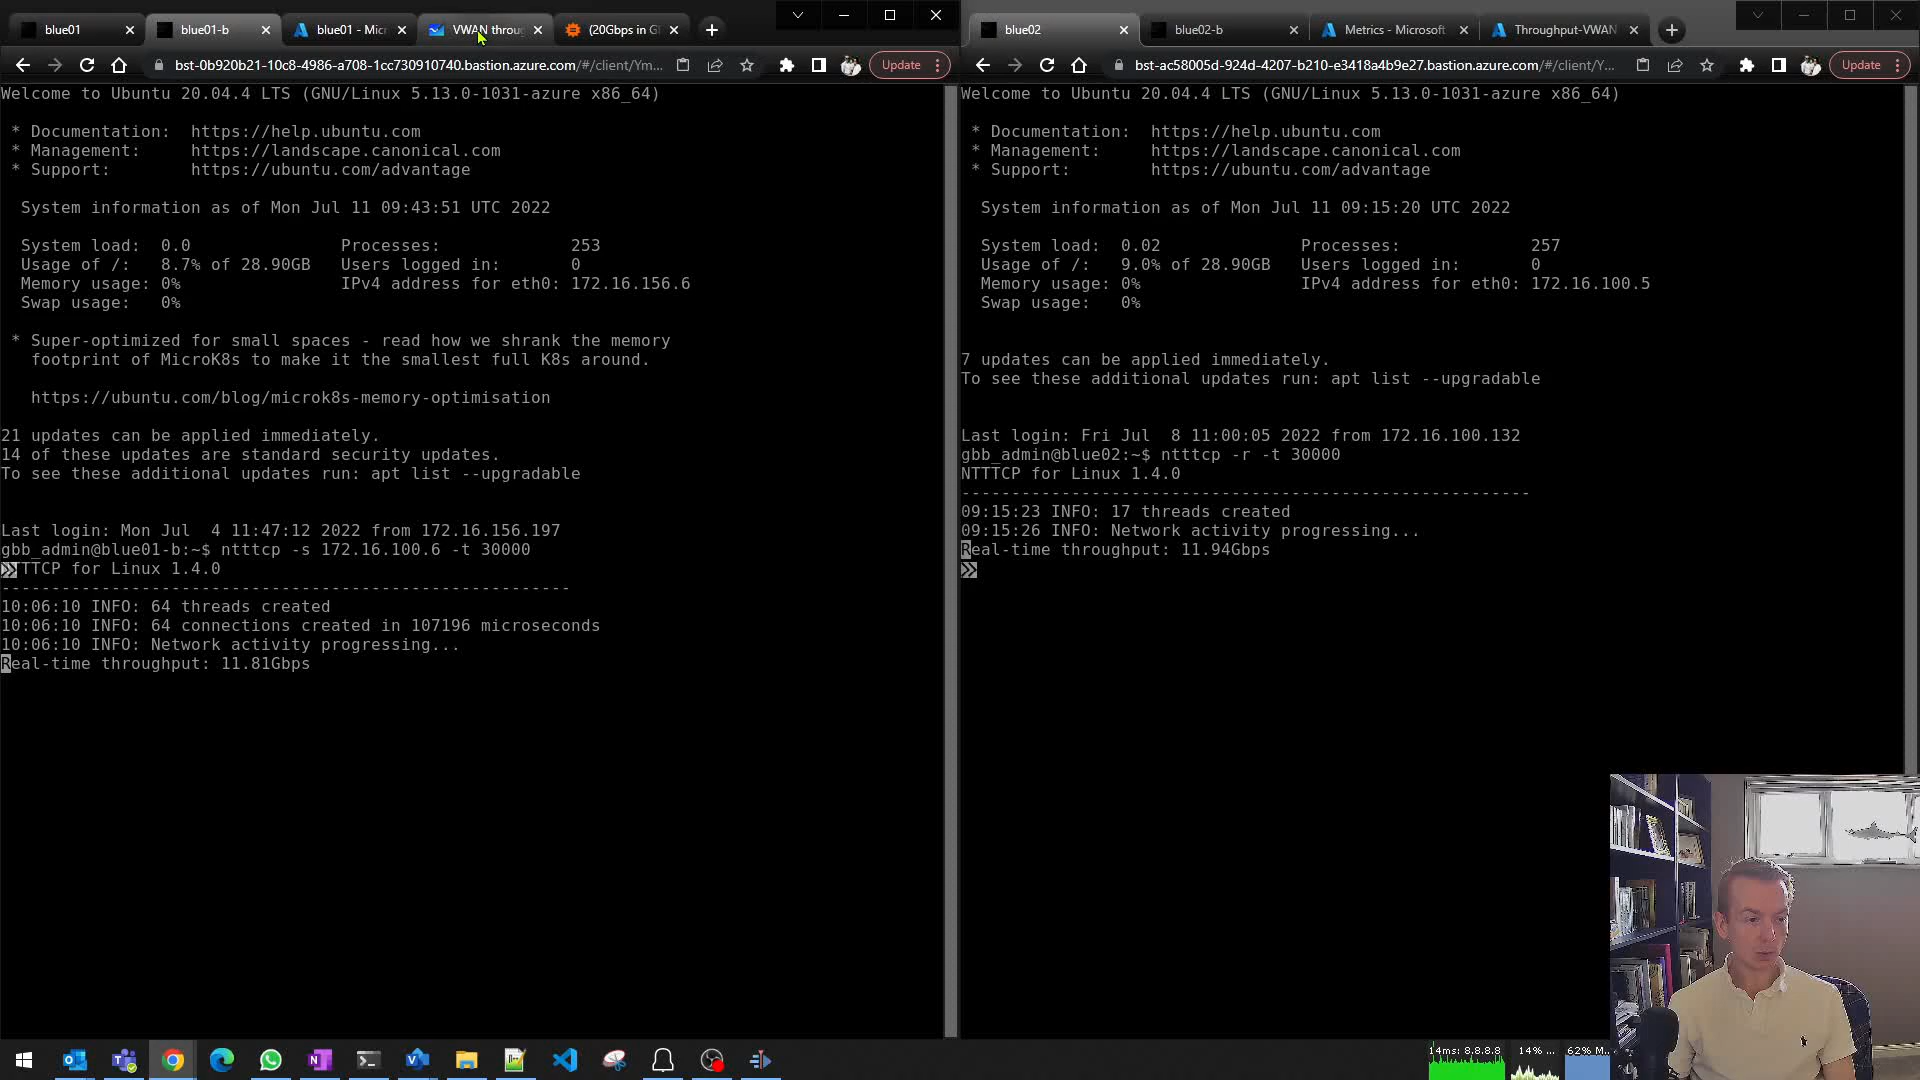 blue01
blue01-b
blue01 - Micr
VWAN throu
(20Gbps in G
bst-0b920b21-10c8-4986-a708-1cc730910740.bastion.azure.com/#/client/Ym...
Update
Welcome to Ubuntu 20.04.4 LTS (GNU/Linux 5.13.0-1031-azure x86_64)
* Documentation: https://help.ubuntu.com
* Management: https://landscape.canonical.com
* Support: https://ubuntu.com/advantage
System information as of Mon Jul 11 09:43:51 UTC 2022
System load: 0.0 Processes: 253
Usage of /: 8.7% of 28.90GB Users logged in: 0
Memory usage: 0% IPv4 address for eth0: 172.16.156.6
Swap usage: 0%
* Super-optimized for small spaces - read how we shrank the memory
footprint of MicroK8s to make it the smallest full K8s around.
https://ubuntu.com/blog/microk8s-memory-optimisation
21 updates can be applied immediately.
14 of these updates are standard security updates.
To see these additional updates run: apt list --upgradable
Last login: Mon Jul  4 11:47:12 2022 from 172.16.156.197
gbb_admin@blue01-b:~$ ntttcp -s 172.16.100.6 -t 30000
TTCP for Linux 1.4.0
---------------------------------------------------------
10:06:10 INFO: 64 threads created
10:06:10 INFO: 64 connections created in 107196 microseconds
10:06:10 INFO: Network activity progressing...
Real-time throughput: 11.81Gbps
blue02
blue02-b
Metrics - Microsoft
Throughput-VWAN
bst-ac58005d-924d-4207-b210-e3418a4b9e27.bastion.azure.com/#/client/Y...
Update
Welcome to Ubuntu 20.04.4 LTS (GNU/Linux 5.13.0-1031-azure x86_64)
* Documentation: https://help.ubuntu.com
* Management: https://landscape.canonical.com
* Support: https://ubuntu.com/advantage
System information as of Mon Jul 11 09:15:20 UTC 2022
System load: 0.02 Processes: 257
Usage of /: 9.0% of 28.90GB Users logged in: 0
Memory usage: 0% IPv4 address for eth0: 172.16.100.5
Swap usage: 0%
7 updates can be applied immediately.
To see these additional updates run: apt list --upgradable
Last login: Fri Jul  8 11:00:05 2022 from 172.16.100.132
gbb_admin@blue02:~$ ntttcp -r -t 30000
NTTTCP for Linux 1.4.0
---------------------------------------------------------
09:15:23 INFO: 17 threads created
09:15:26 INFO: Network activity progressing...
Real-time throughput: 11.94Gbps
14ms: 8.8.8.8
14% ...
62% M...